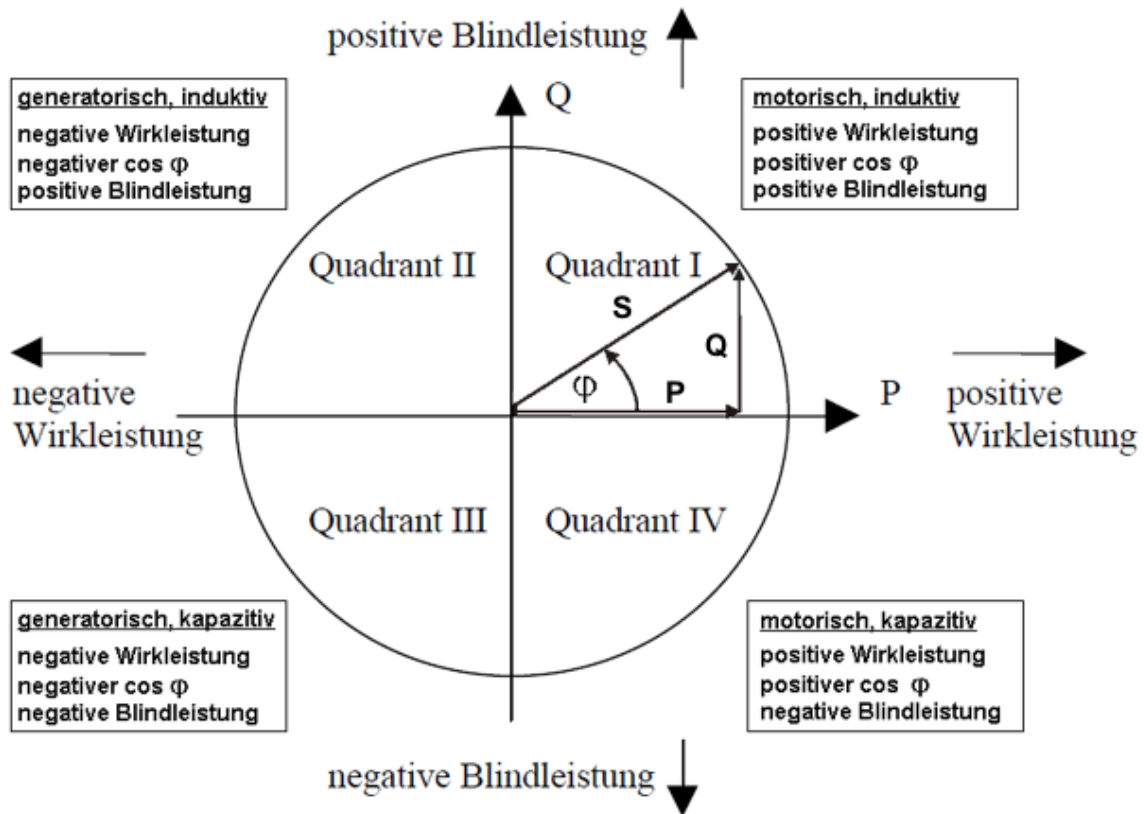 positive Blindleistung
Q
generatorisch, induktiv
negative Wirkleistung
negativer cos φ
positive Blindleistung
motorisch, induktiv
positive Wirkleistung
positiver cos φ
positive Blindleistung
Quadrant II
Quadrant I
S
Q
φ
P
negative
Wirkleistung
P
positive
Wirkleistung
Quadrant III
Quadrant IV
generatorisch, kapazitiv
negative Wirkleistung
negativer cos φ
negative Blindleistung
motorisch, kapazitiv
positive Wirkleistung
positiver cos φ
negative Blindleistung
negative Blindleistung